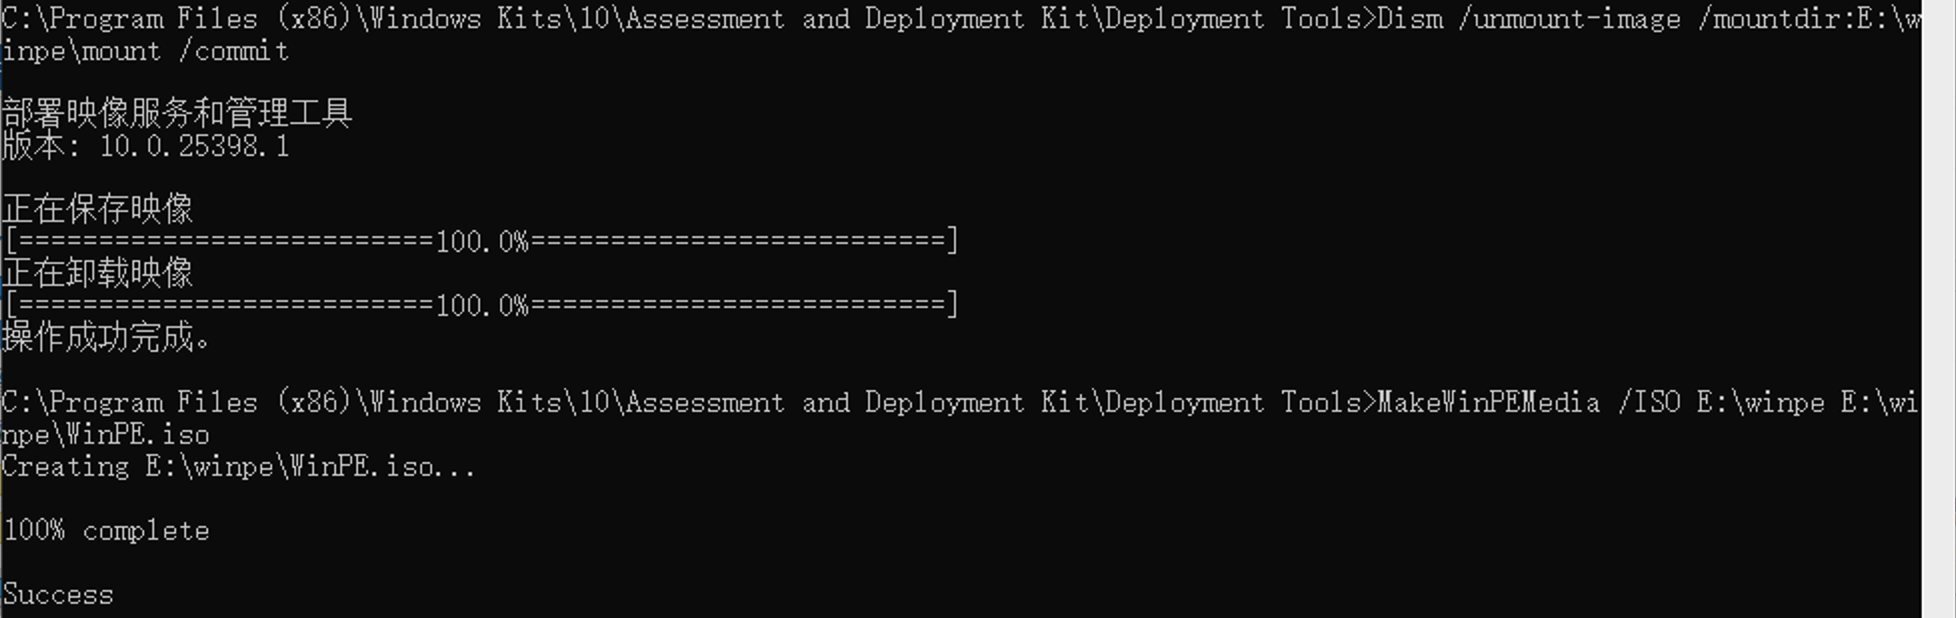 C:\Program Files (x86)\Windows Kits\10\Assessment and Deployment Kit\Deployment Tools>Dism /unmount-image /mountdir:E:\w
inpe\mount /commit
部署映像服务和管理工具
版本: 10.0.25398.1
正在保存映像
[==========================100.0%==========================]
正在卸载映像
[==========================100.0%==========================]
操作成功完成。
C:\Program Files (x86)\Windows Kits\10\Assessment and Deployment Kit\Deployment Tools>MakeWinPEMedia /ISO E:\winpe E:\wi
npe\WinPE.iso
Creating E:\winpe\WinPE.iso...
100% complete
Success